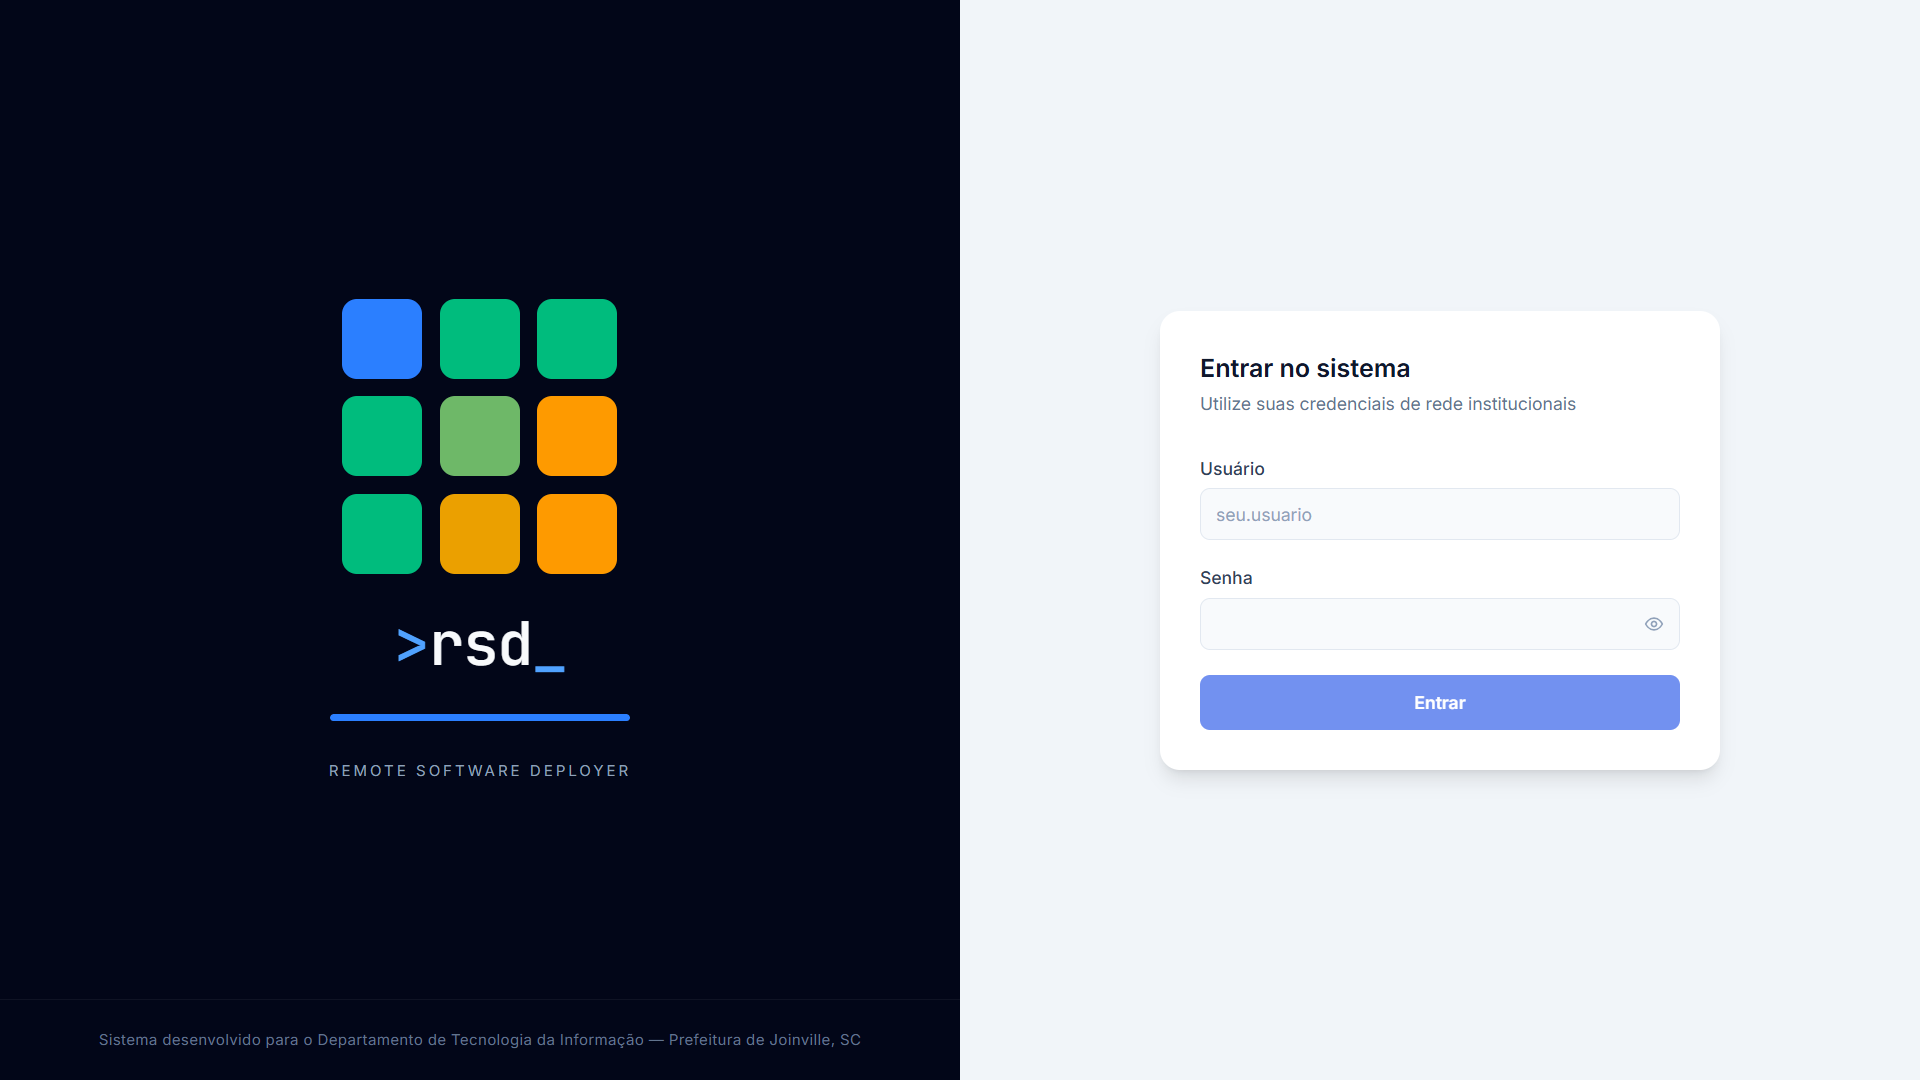 >rsd_
REMOTE SOFTWARE DEPLOYER
Sistema desenvolvido para o Departamento de Tecnologia da Informação — Prefeitura de Joinville, SC
Entrar no sistema
Utilize suas credenciais de rede institucionais
Usuário
seu.usuario
Senha
Entrar